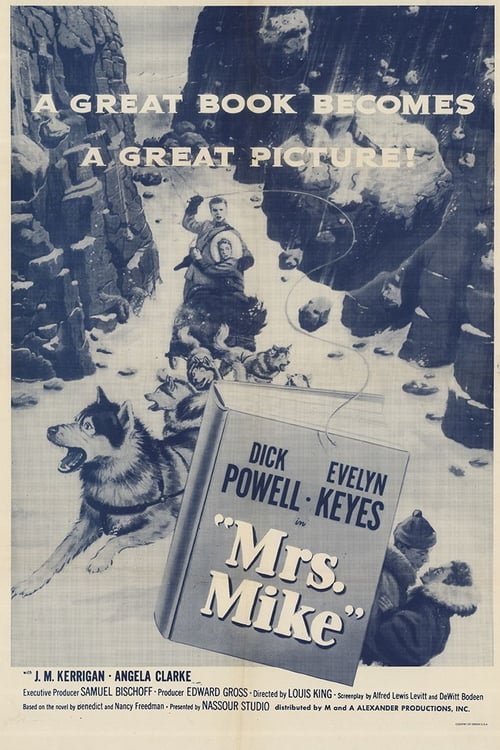 A GREAT BOOK BECOMES
A GREAT PICTURE!
DICK EVELYN
POWELL · KEYES
in
"Mrs.
Mike"
with J. M. KERRIGAN · ANGELA CLARKE
Executive Producer SAMUEL BISCHOFF · Producer EDWARD GROSS · Directed by LOUIS KING · Screenplay by Alfred Lewis Levitt and DeWitt Bodeen
Based on the novel by Benedict and Nancy Freedman · Presented by NASSOUR STUDIO distributed by M and A ALEXANDER PRODUCTIONS, INC.